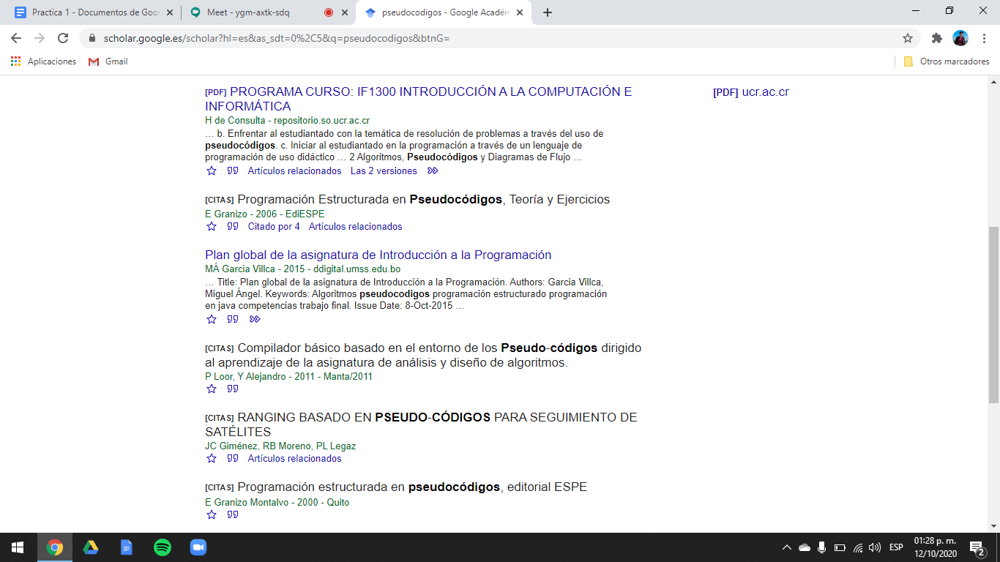 Practica 1 - Documentos de Goo
Meet - ygm-axtk-sdq
pseudocodigos - Google Académ
scholar.google.es/scholar?hl=es&as_sdt=0%2C5&q=pseudocodigos&btnG=
Aplicaciones
Gmail
Otros marcadores
[PDF] PROGRAMA CURSO: IF1300 INTRODUCCIÓN A LA COMPUTACIÓN E
INFORMÁTICA
[PDF] ucr.ac.cr
H de Consulta - repositorio.so.ucr.ac.cr
… b. Enfrentar al estudiantado con la temática de resolución de problemas a través del uso de
pseudocódigos. c. Iniciar al estudiantado en la programación a través de un lenguaje de
programación de uso didáctico … 2 Algoritmos, Pseudocódigos y Diagramas de Flujo …
Artículos relacionados Las 2 versiones
[CITAS] Programación Estructurada en Pseudocódigos, Teoría y Ejercicios
E Granizo - 2006 - EdiESPE
Citado por 4 Artículos relacionados
Plan global de la asignatura de Introducción a la Programación
MÁ Garcia Villca - 2015 - ddigital.umss.edu.bo
… Title: Plan global de la asignatura de Introducción a la Programación. Authors: Garcia Villca,
Miguel Ángel. Keywords: Algoritmos pseudocodigos programación estructurado programación
en java competencias trabajo final. Issue Date: 8-Oct-2015 …
[CITAS] Compilador básico basado en el entorno de los Pseudo-códigos dirigido
al aprendizaje de la asignatura de análisis y diseño de algoritmos.
P Loor, Y Alejandro - 2011 - Manta/2011
[CITAS] RANGING BASADO EN PSEUDO-CÓDIGOS PARA SEGUIMIENTO DE
SATÉLITES
JC Giménez, RB Moreno, PL Legaz
Artículos relacionados
[CITAS] Programación estructurada en pseudocódigos, editorial ESPE
E Granizo Montalvo - 2000 - Quito
ESP
01:28 p. m.
12/10/2020
2